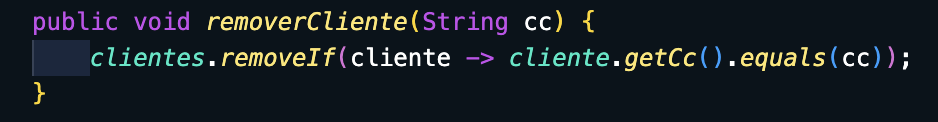 public void removerCliente(String cc) {
    clientes.removeIf(cliente -> cliente.getCc().equals(cc));
}